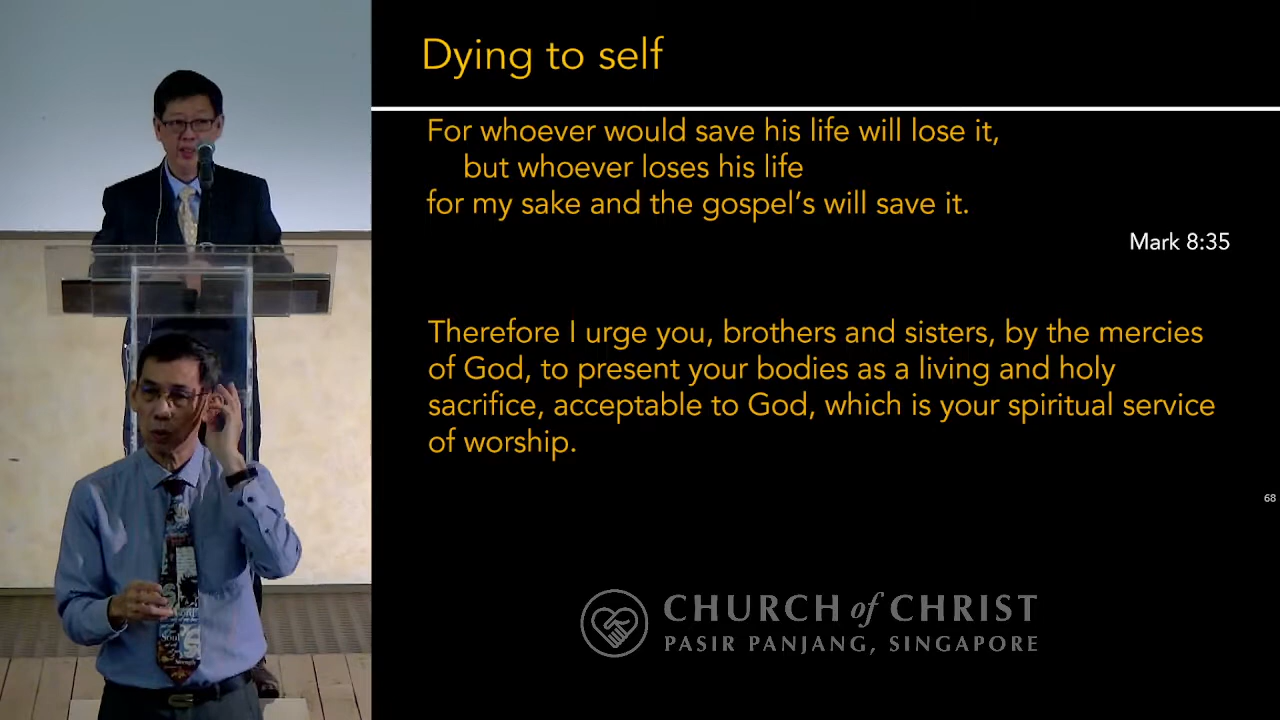 Dying to self
For whoever would save his life will lose it,
but whoever loses his life
for my sake and the gospel's will save it.
Mark 8:35
Therefore I urge you, brothers and sisters, by the mercies
of God, to present your bodies as a living and holy
sacrifice, acceptable to God, which is your spiritual service
of worship.
68
CHURCH of CHRIST
PASIR PANJANG, SINGAPORE
Soul
Strength